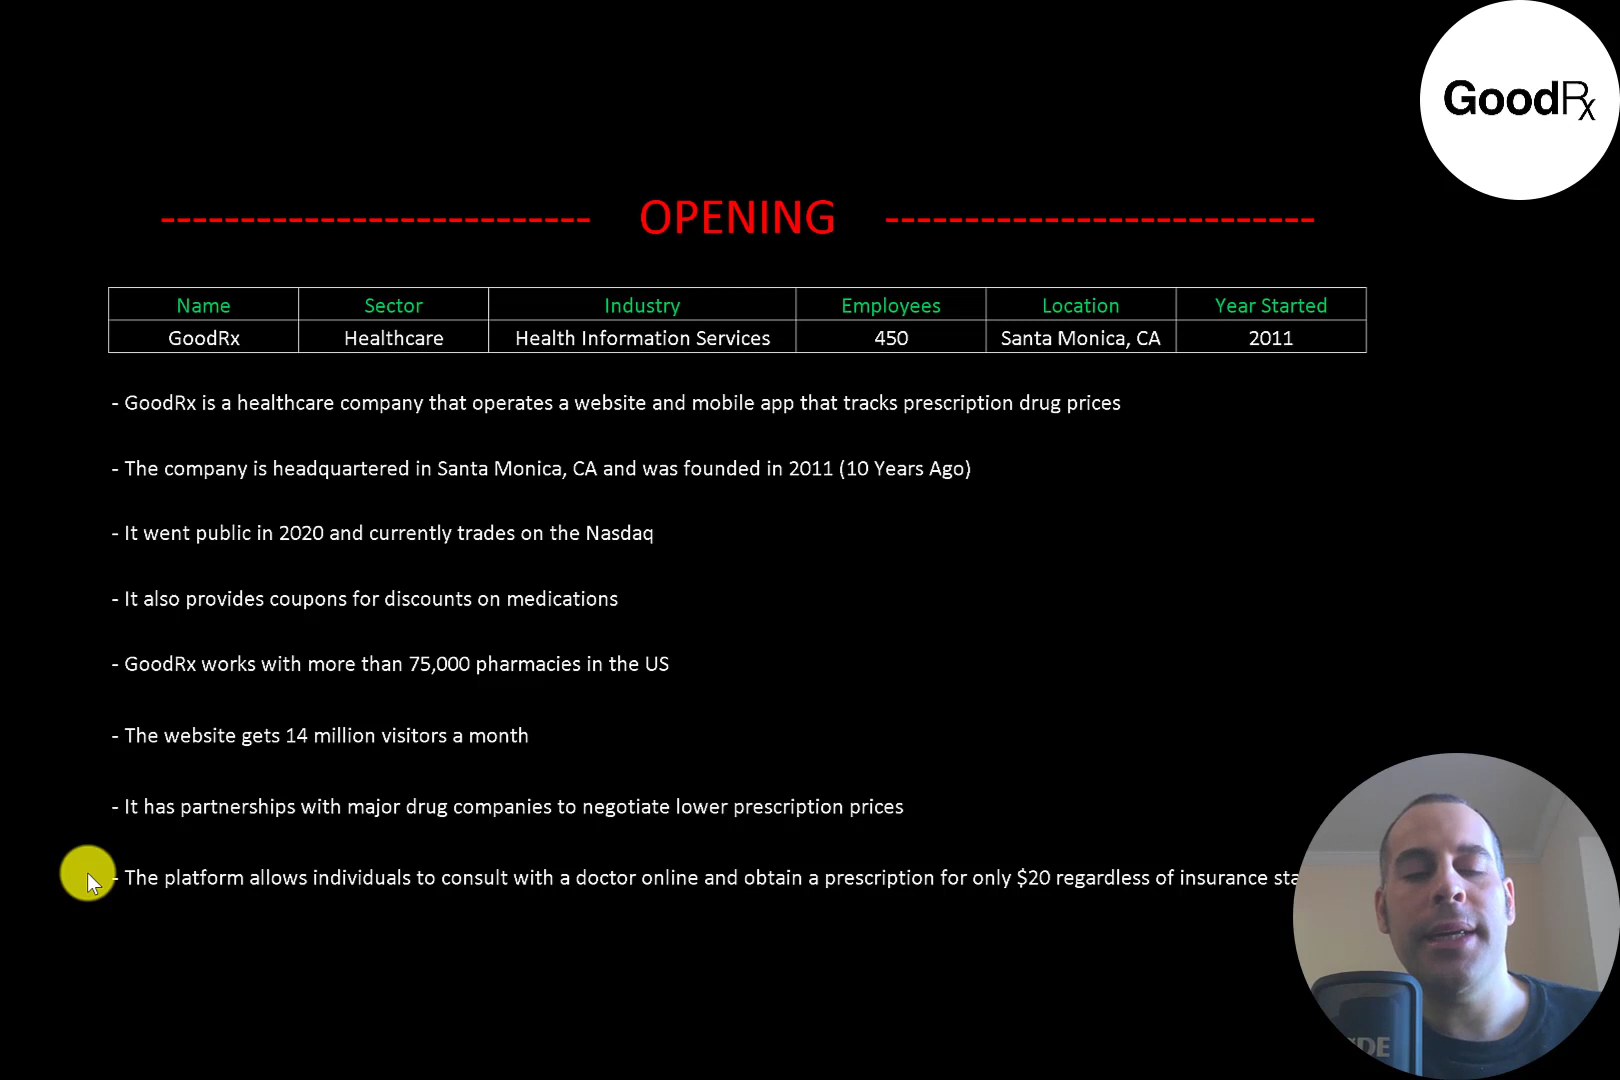 GoodRx
--------------------------- OPENING ---------------------------
Name Sector Industry Employees Location Year Started
GoodRx Healthcare Health Information Services 450 Santa Monica, CA 2011
- GoodRx is a healthcare company that operates a website and mobile app that tracks prescription drug prices
- The company is headquartered in Santa Monica, CA and was founded in 2011 (10 Years Ago)
- It went public in 2020 and currently trades on the Nasdaq
- It also provides coupons for discounts on medications
- GoodRx works with more than 75,000 pharmacies in the US
- The website gets 14 million visitors a month
- It has partnerships with major drug companies to negotiate lower prescription prices
- The platform allows individuals to consult with a doctor online and obtain a prescription for only $20 regardless of insurance